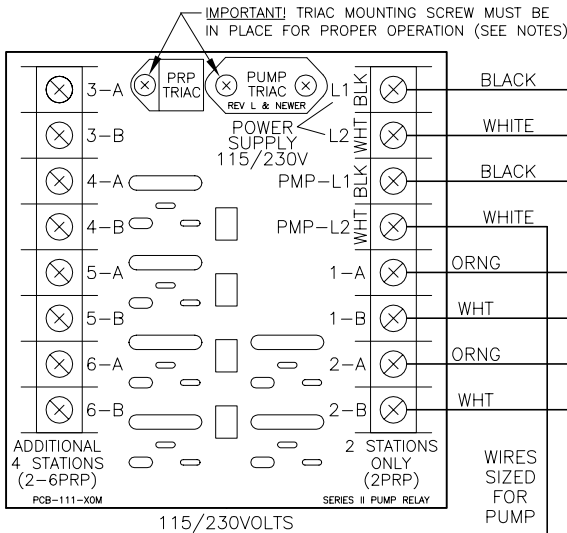 IMPORTANT! TRIAC MOUNTING SCREW MUST BE
IN PLACE FOR PROPER OPERATION (SEE NOTES)
PRP
TRIAC
PUMP
TRIAC
REV L & NEWER
POWER
SUPPLY
115/230V
3-A
3-B
4-A
4-B
5-A
5-B
6-A
6-B
L1
BLK
BLACK
L2
WHT
WHITE
PMP-L1
BLK
BLACK
PMP-L2
WHT
WHITE
1-A
ORNG
1-B
WHT
2-A
ORNG
2-B
WHT
ADDITIONAL
4 STATIONS
(2-6PRP)
PCB-111-XOM
2 STATIONS
ONLY
(2PRP)
SERIES II PUMP RELAY
WIRES
SIZED
FOR
PUMP
115/230VOLTS